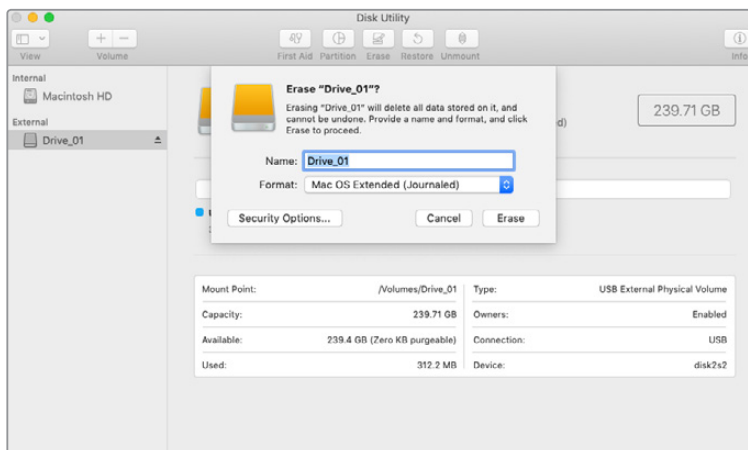 Disk Utility
View
Volume
First Aid Partition Erase Restore Unmount
Info
Internal
Macintosh HD
External
Drive_01
Erase “Drive_01”?
Erasing “Drive_01” will delete all data stored on it, and
cannot be undone. Provide a name and format, and click
Erase to proceed.
239.71 GB
Name: Drive_01
Format: Mac OS Extended (Journaled)
Security Options... Cancel Erase
Mount Point: /Volumes/Drive_01 Type: USB External Physical Volume
Capacity: 239.71 GB Owners: Enabled
Available: 239.4 GB (Zero KB purgeable) Connection: USB
Used: 312.2 MB Device: disk2s2